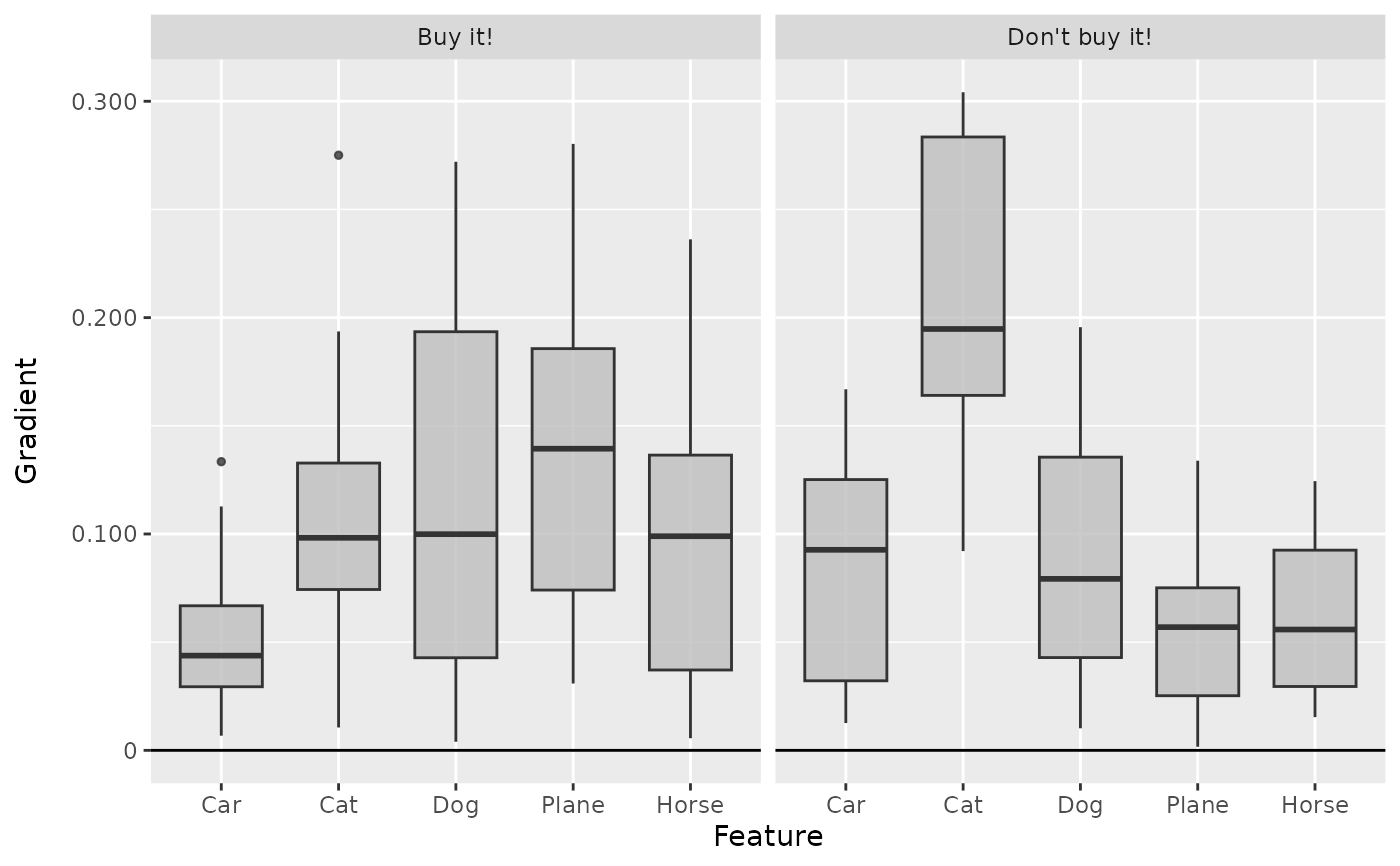 Buy it!
Don't buy it!
0.300
0.200
0.100
0
Gradient
Car Cat Dog Plane Horse
Car Cat Dog Plane Horse
Feature